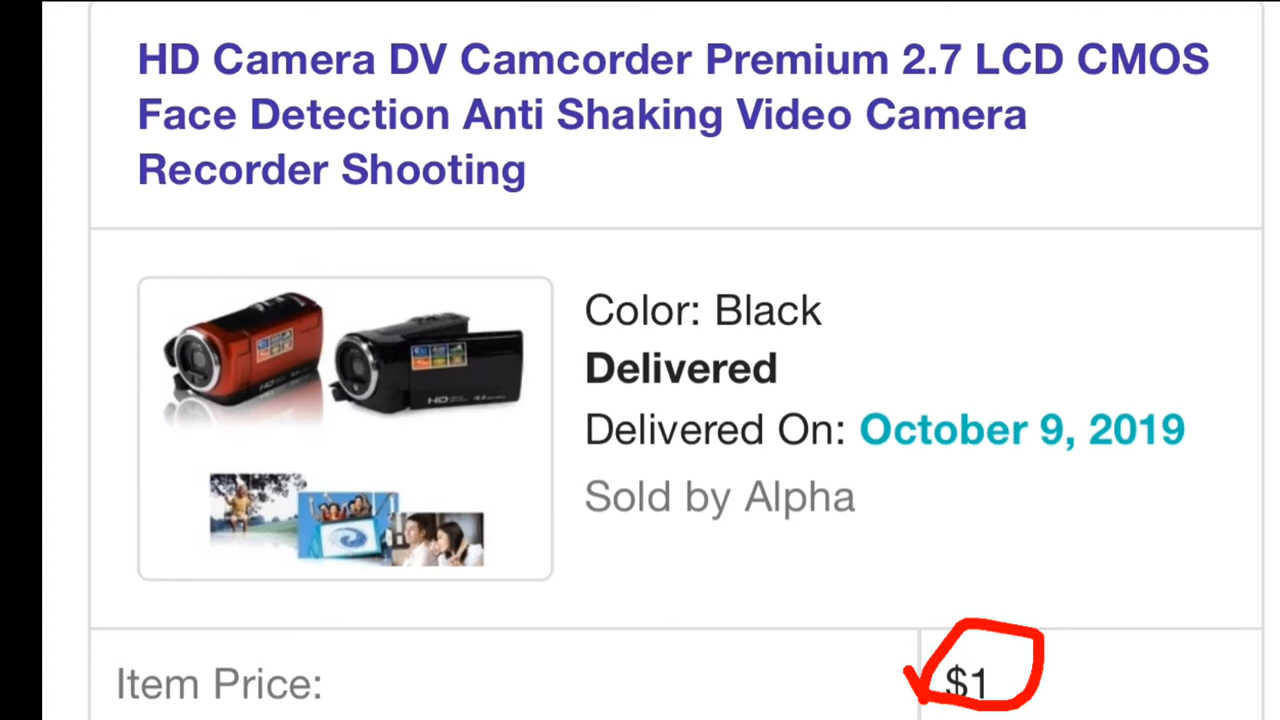 HD Camera DV Camcorder Premium 2.7 LCD CMOS
Face Detection Anti Shaking Video Camera
Recorder Shooting
Color: Black
Delivered
Delivered On: October 9, 2019
Sold by Alpha
HD
Item Price:
$1